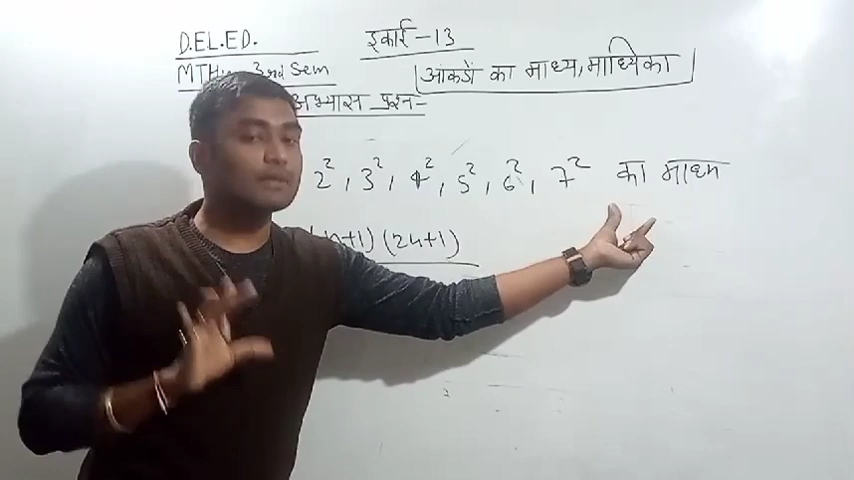 D.EL.ED. इकाई - 13
MTH:- 3rd Sem आंकडों का माध्य, माध्यिका
अभ्यास प्रश्न-
2², 3², 4², 5², 6², 7² का माध्य
(n+1) (2n+1)